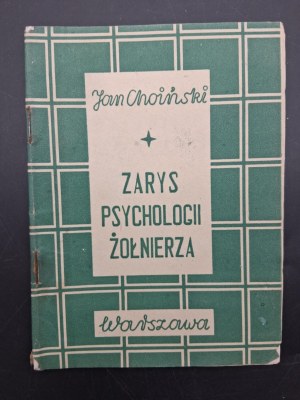 Jan Choiński
ZARYS
PSYCHOLOGII
ŻOŁNIERZA
Warszawa